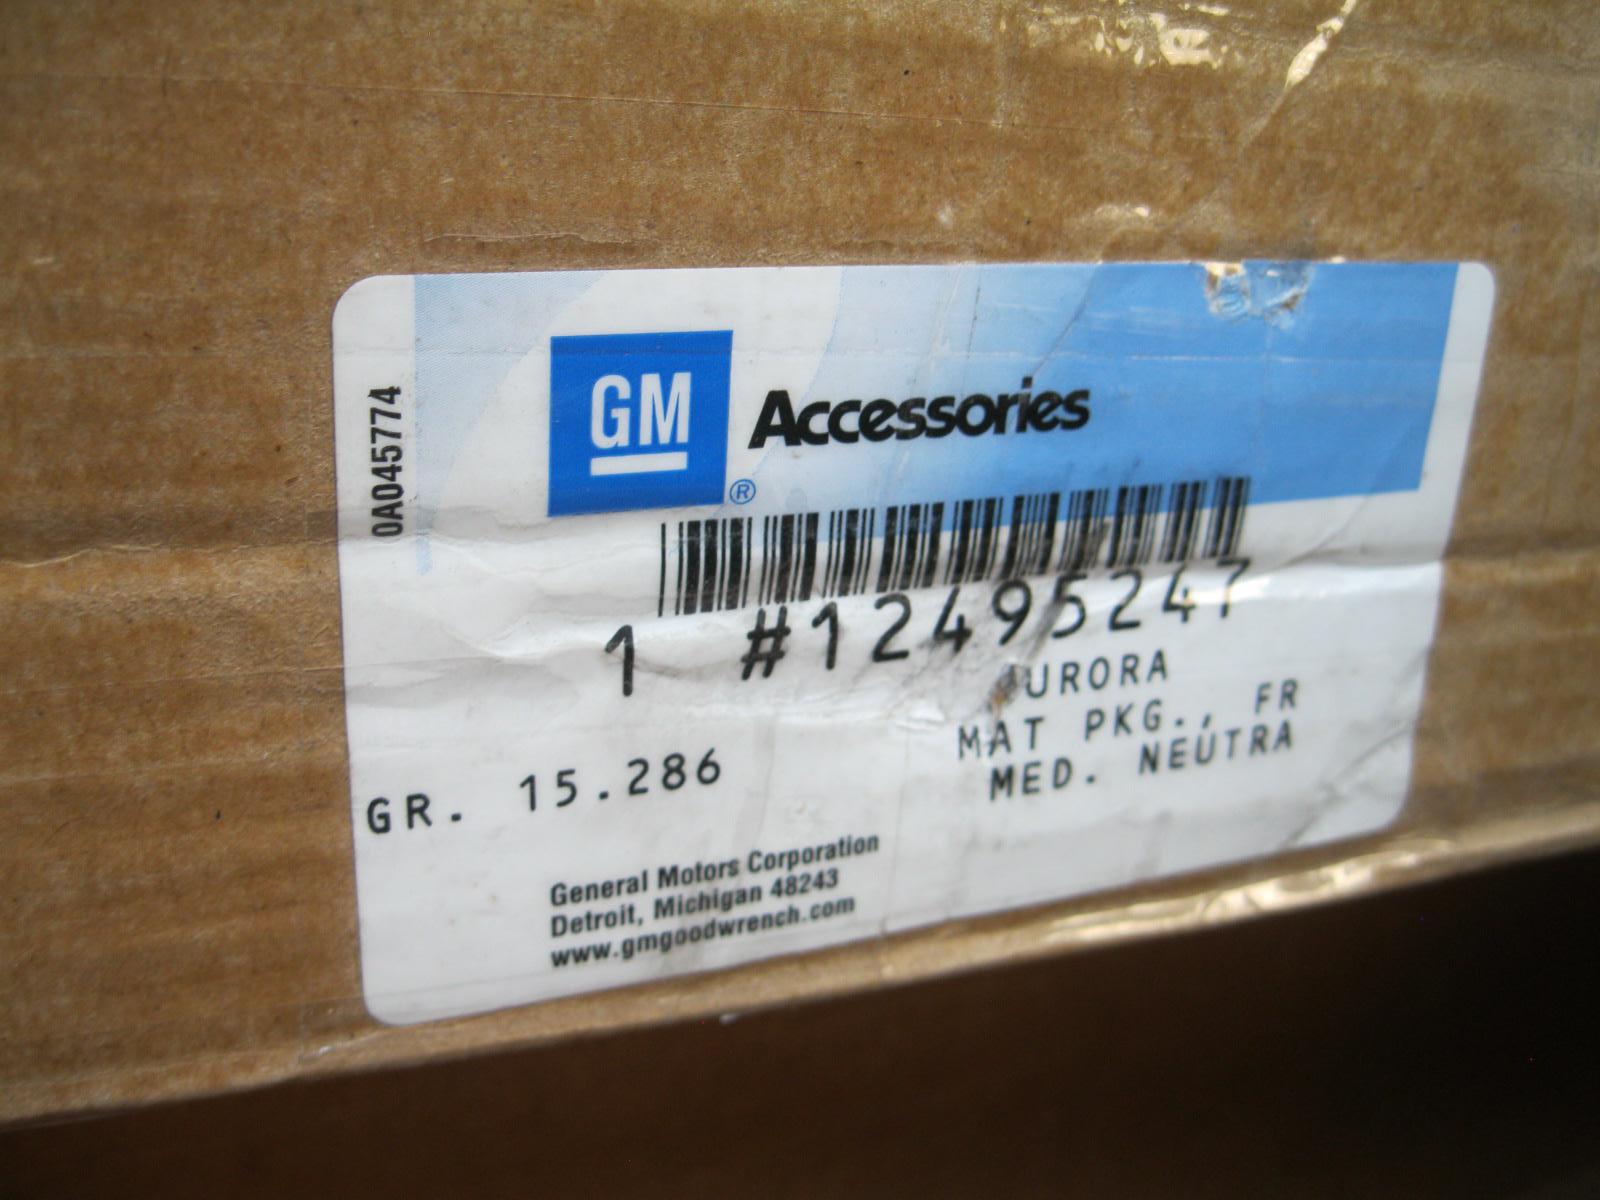 0A045774
GM
®
Accessories
1 #12495247
URORA
MAT PKG., FR
MED. NEUTRA
GR. 15.286
General Motors Corporation
Detroit, Michigan 48243
www.gmgoodwrench.com